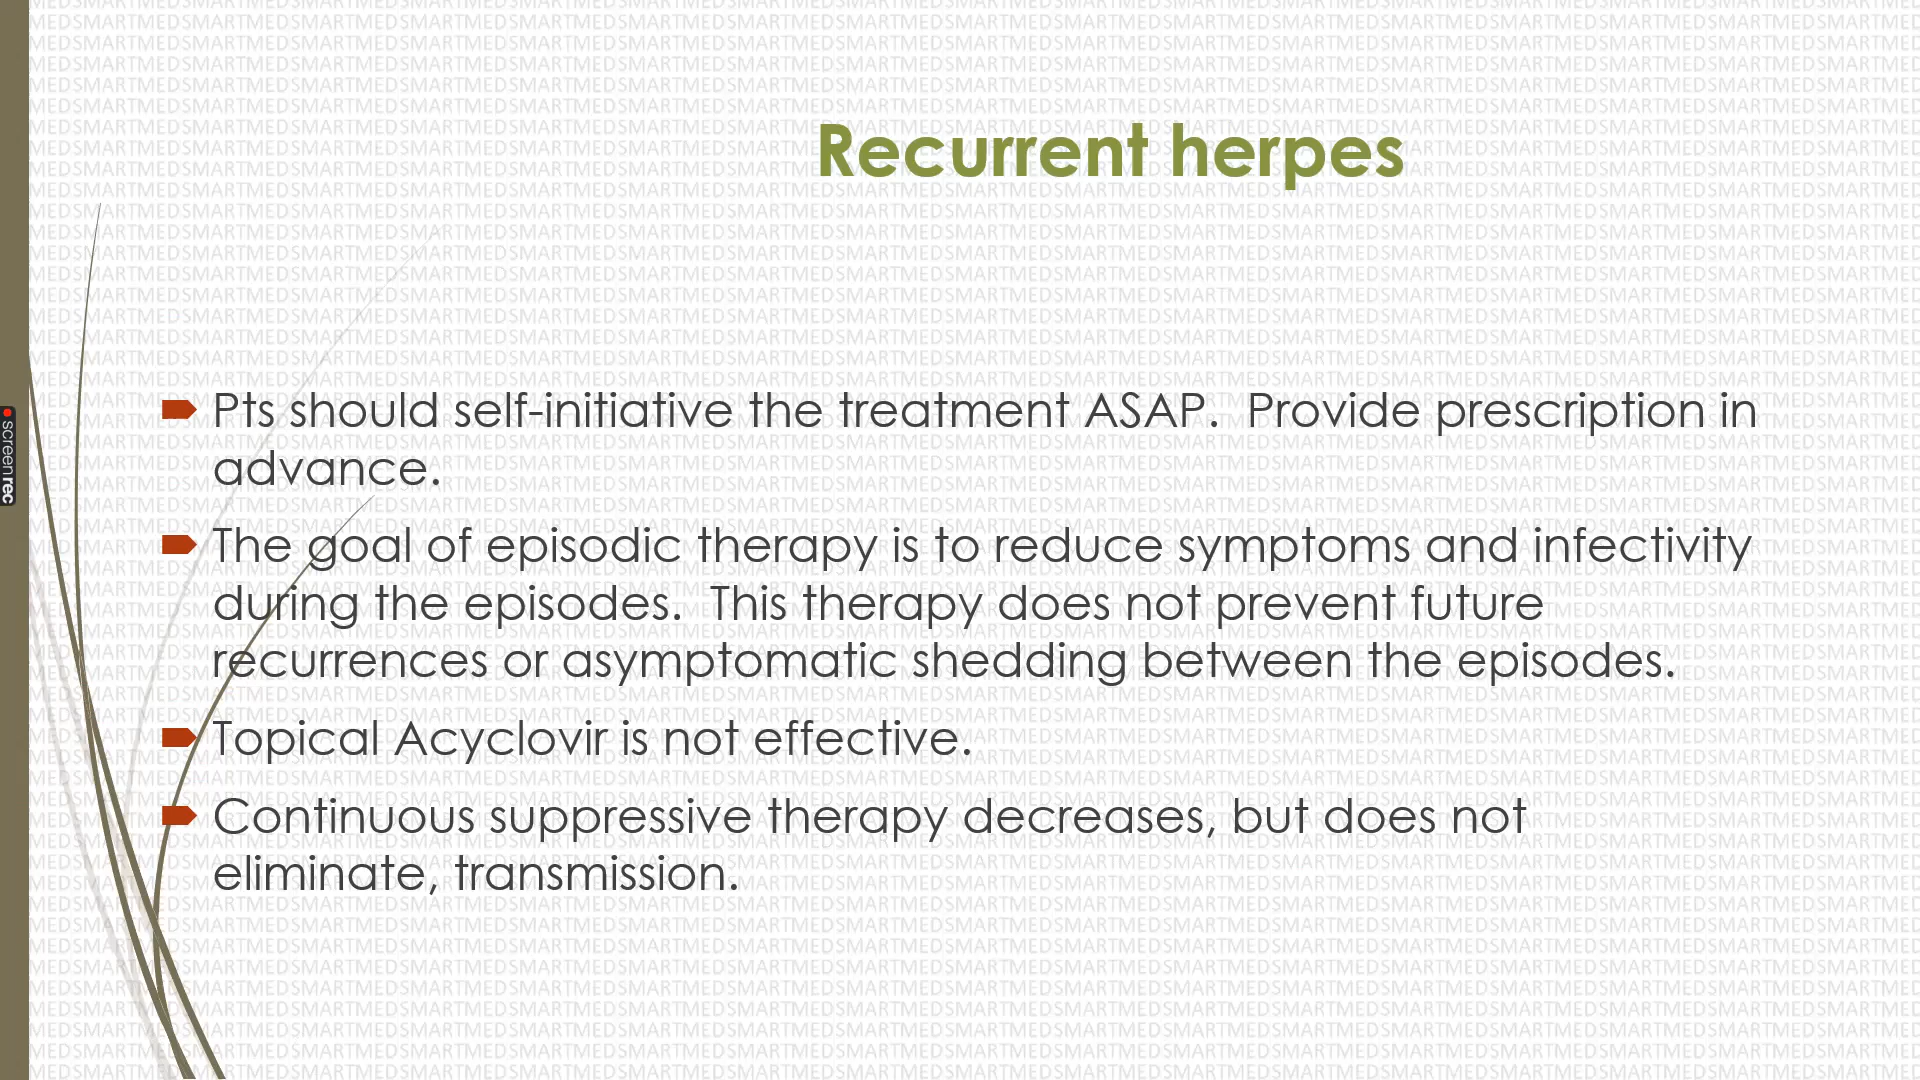 Recurrent herpes
Pts should self-initiative the treatment ASAP.  Provide prescription in
advance.
The goal of episodic therapy is to reduce symptoms and infectivity
during the episodes.  This therapy does not prevent future
recurrences or asymptomatic shedding between the episodes.
Topical Acyclovir is not effective.
Continuous suppressive therapy decreases, but does not
eliminate, transmission.
screenrec